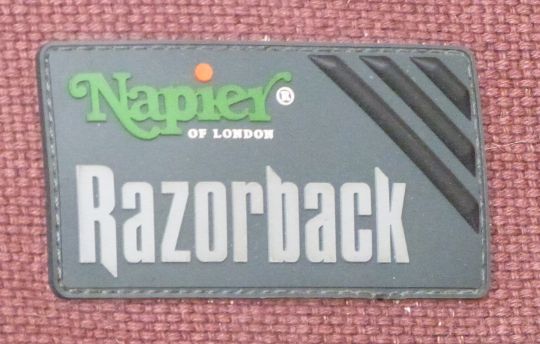 Napier ®
OF LONDON
Razorback